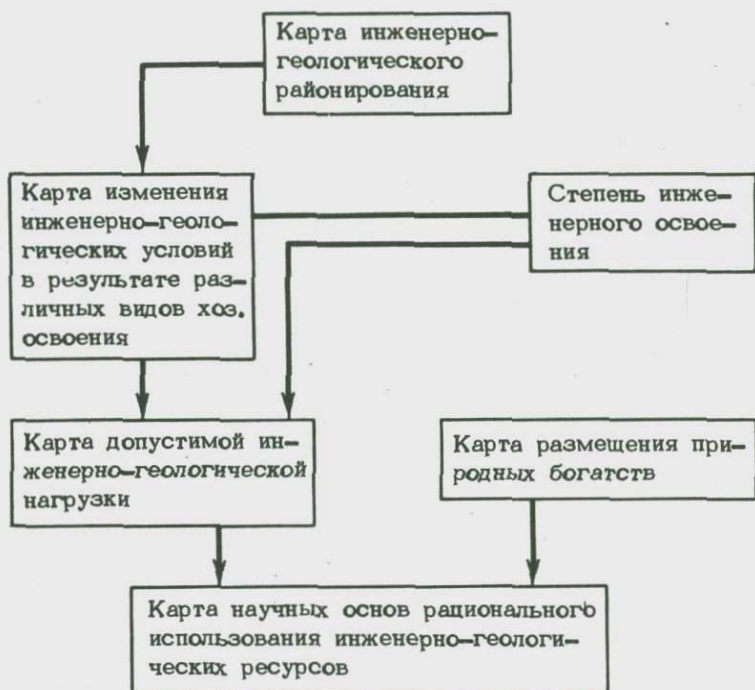 Карта инженерно-
геологического
районирования
Карта изменения
инженерно-геоло-
гических условий
в результате раз-
личных видов хоз.
освоения
Степень инже-
нерного освое-
ния
Карта допустимой ин-
женерно-геологической
нагрузки
Карта размещения при-
родных богатств
Карта научных основ рационального
использования инженерно-геологи-
ческих ресурсов